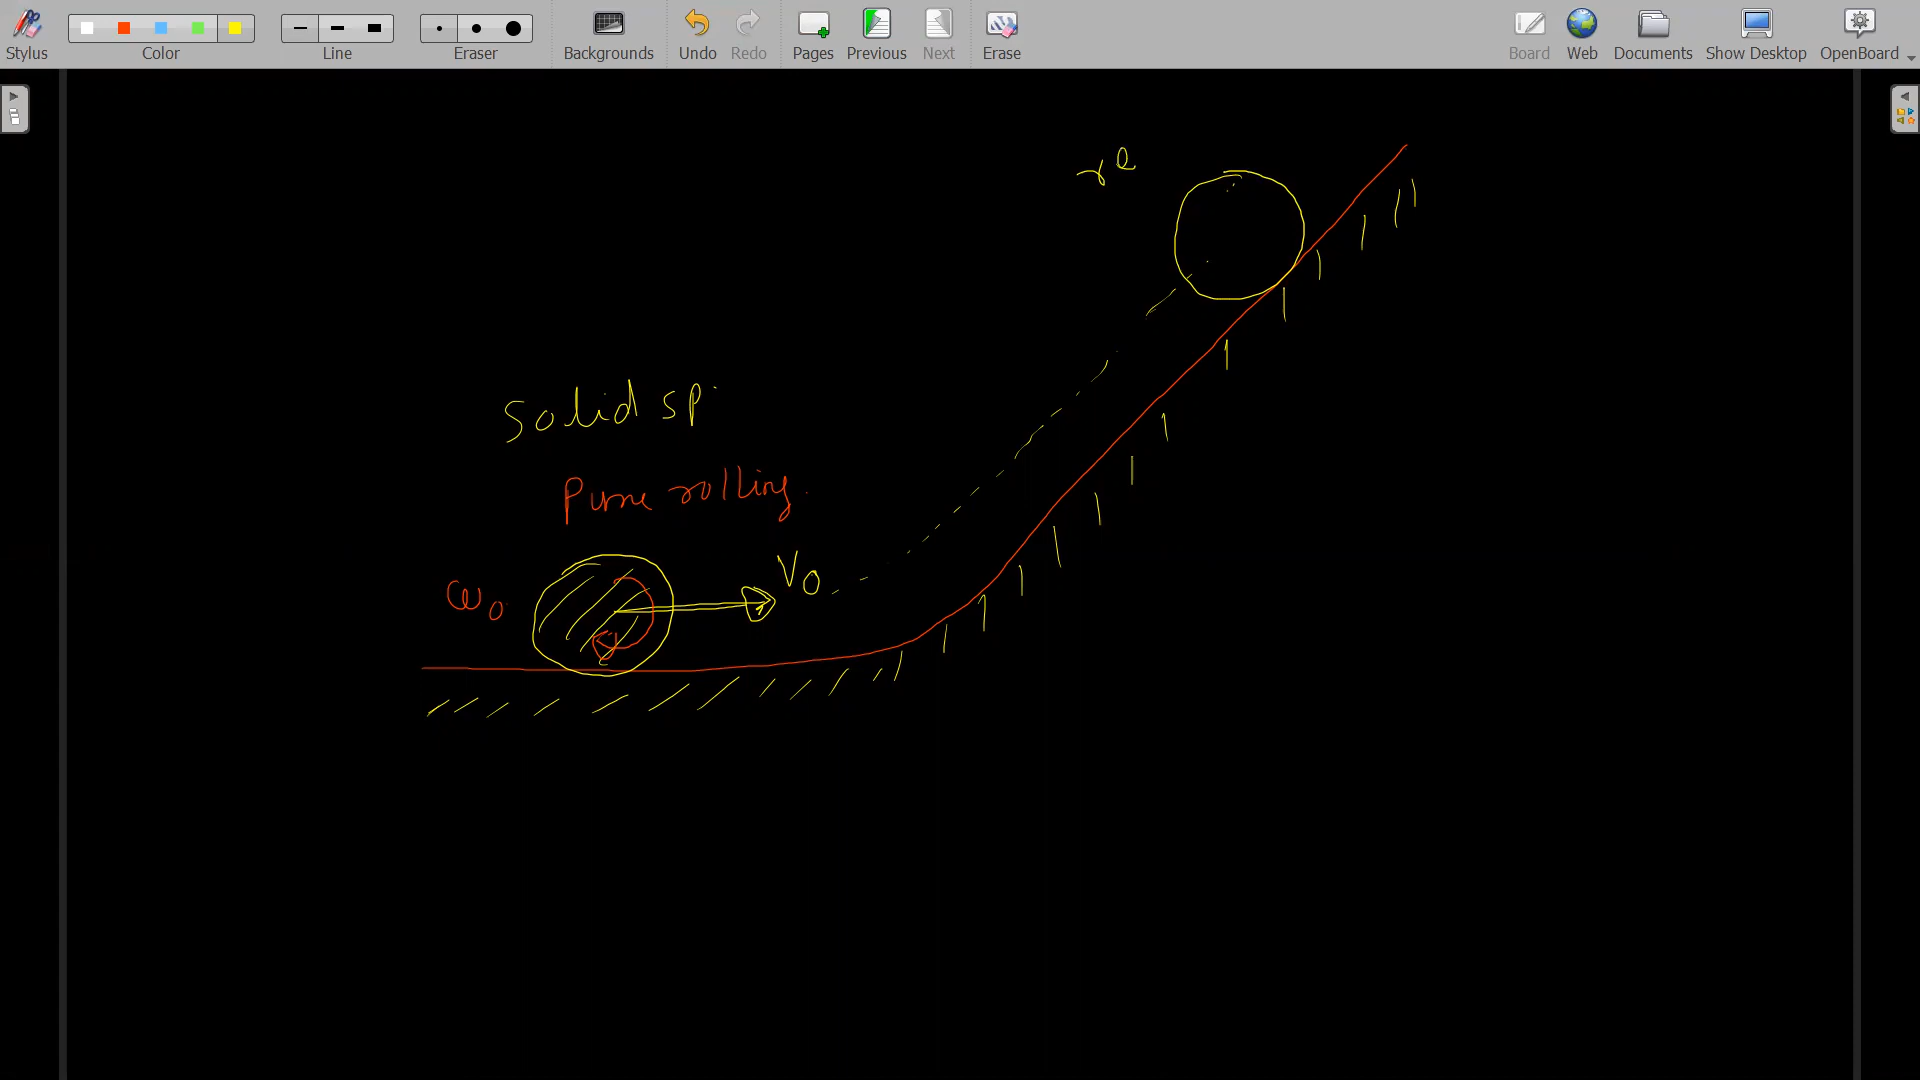 Stylus Color Line Eraser Backgrounds Undo Redo Pages Previous Next Erase Board Web Documents Show Desktop OpenBoard
re
Solid sp
Pure rolling.
V0
ω0